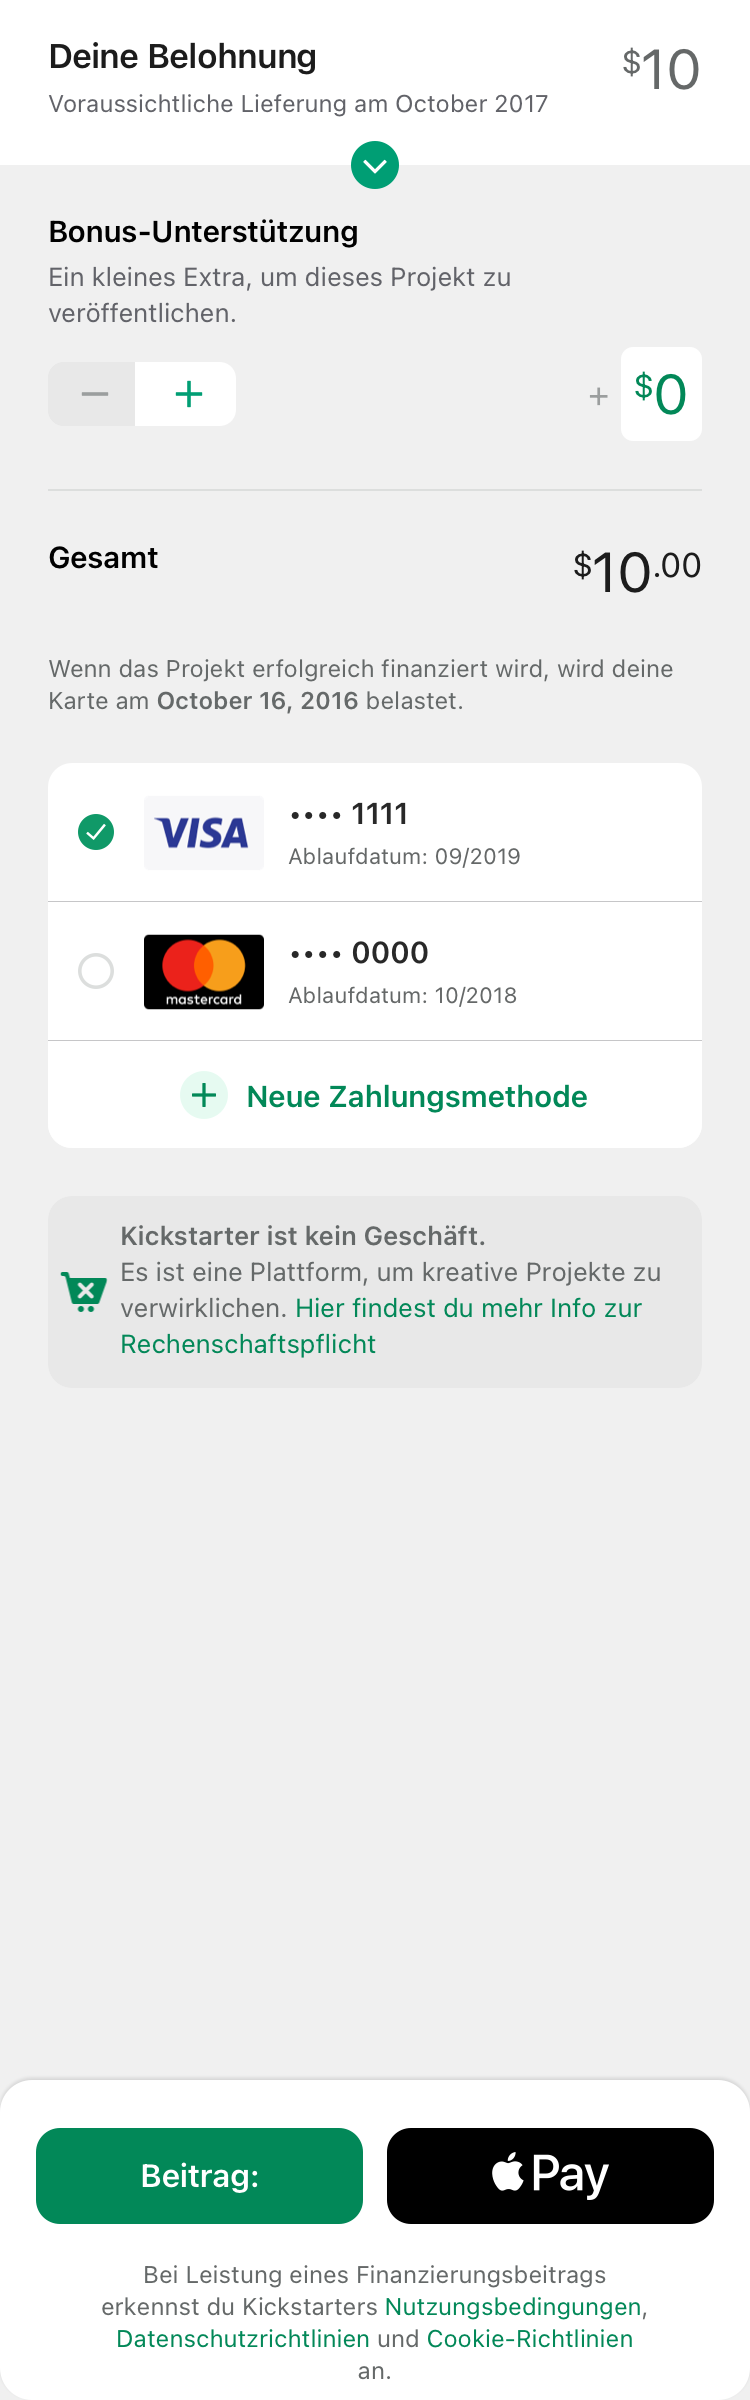 Deine Belohnung
$10
Voraussichtliche Lieferung am October 2017
Bonus-Unterstützung
Ein kleines Extra, um dieses Projekt zu
veröffentlichen.
+ $0
Gesamt
$10.00
Wenn das Projekt erfolgreich finanziert wird, wird deine
Karte am October 16, 2016 belastet.
VISA
•••• 1111
Ablaufdatum: 09/2019
mastercard
•••• 0000
Ablaufdatum: 10/2018
Neue Zahlungsmethode
Kickstarter ist kein Geschäft.
Es ist eine Plattform, um kreative Projekte zu
verwirklichen. Hier findest du mehr Info zur
Rechenschaftspflicht
Beitrag:
Pay
Bei Leistung eines Finanzierungsbeitrags
erkennst du Kickstarters Nutzungsbedingungen,
Datenschutzrichtlinien und Cookie-Richtlinien
an.